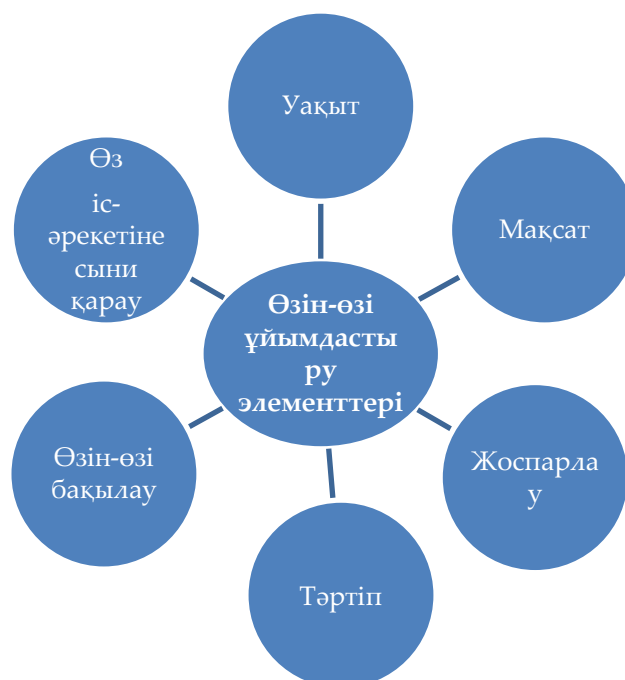 Уақыт
Өз
іс-
әрекетіне
сыни
қарау
Мақсат
Өзін-өзі
ұйымдасты
ру
элементтері
Өзін-өзі
бақылау
Жоспарла
у
Тәртіп